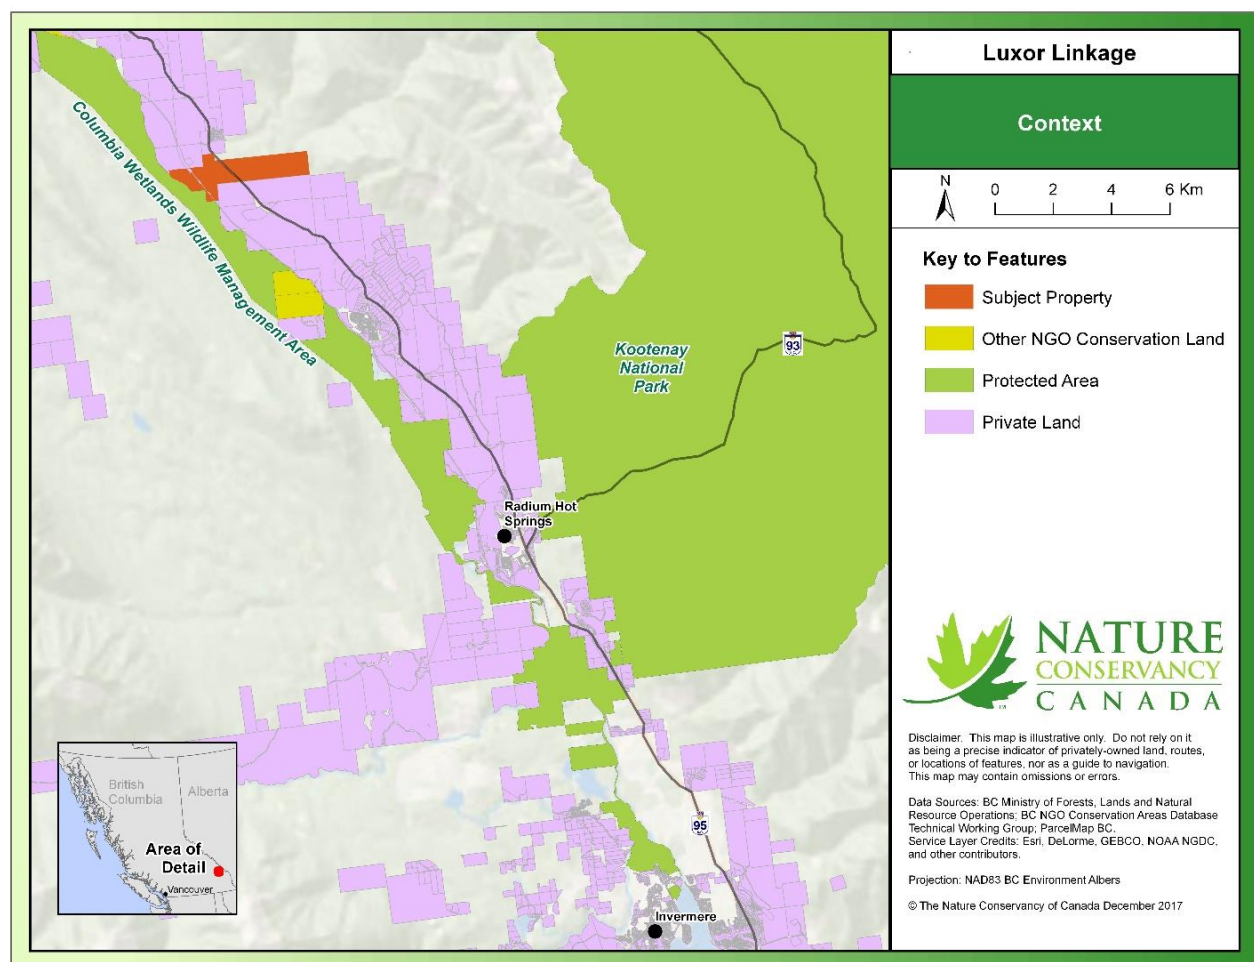 Luxor Linkage
Context
N
0 2 4 6 Km
Key to Features
Subject Property
Other NGO Conservation Land
Protected Area
Private Land
Columbia Wetlands Wildlife Management Area
Kootenay
National
Park
93
Radium Hot
Springs
95
Invermere
British
Columbia
Alberta
Area of
Detail
Vancouver
NATURE
CONSERVANCY
CANADA
TM
Disclaimer. This map is illustrative only. Do not rely on it
as being a precise indicator of privately-owned land, routes,
or locations of features, nor as a guide to navigation.
This map may contain omissions or errors.
Data Sources: BC Ministry of Forests, Lands and Natural
Resource Operations; BC NGO Conservation Areas Database
Technical Working Group; ParcelMap BC.
Service Layer Credits: Esri, DeLorme, GEBCO, NOAA NGDC,
and other contributors.
Projection: NAD83 BC Environment Albers
© The Nature Conservancy of Canada December 2017